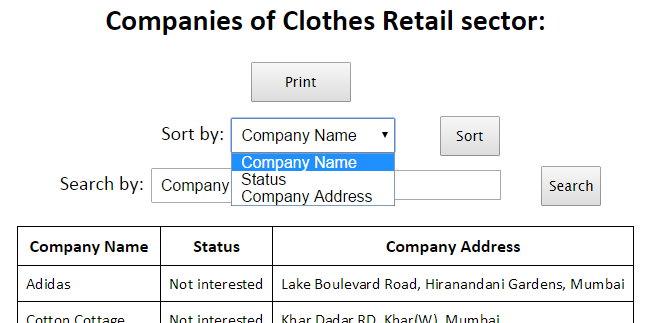 Companies of Clothes Retail sector:
Print
Sort by: Company Name Sort
Company Name
Status
Company Address
Search by: Company Search
Company Name Status Company Address
Adidas Not interested Lake Boulevard Road, Hiranandani Gardens, Mumbai
Cotton Cottage Not interested Khar Dadar RD, Khar(W), Mumbai